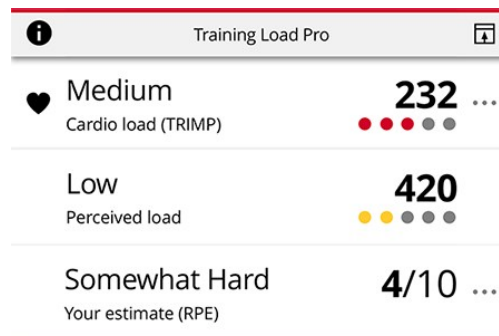 Training Load Pro
Medium 232
Cardio load (TRIMP)
Low 420
Perceived load
Somewhat Hard 4/10
Your estimate (RPE)